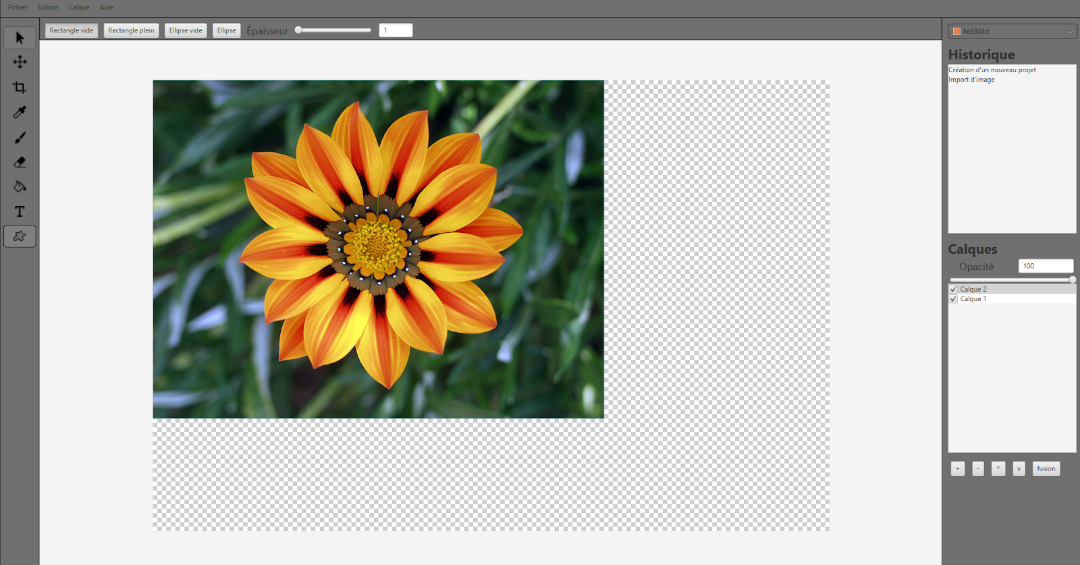 Fichier Edition Calque Aide
Rectangle vide Rectangle plein Ellipse vide Ellipse Épaisseur 1
T
#e6804d
Historique
Création d'un nouveau projet
Import d'image
Calques
Opacité 100
Calque 2
Calque 1
+ - ^ v fusion